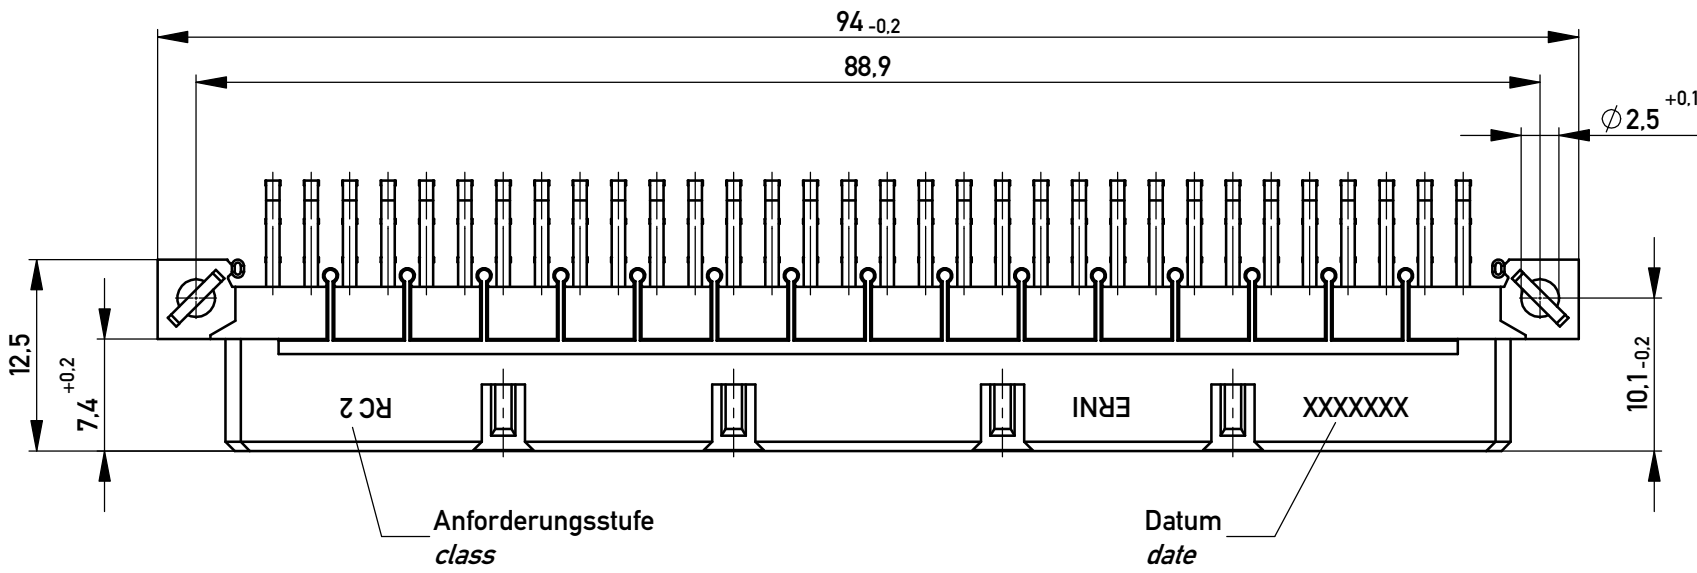 94 -0,2
88,9
Ø 2,5 +0,1
12,5
7,4 +0,2
10,1 -0,2
RC 2
ERNI
XXXXXXX
Anforderungsstufe
class
Datum
date